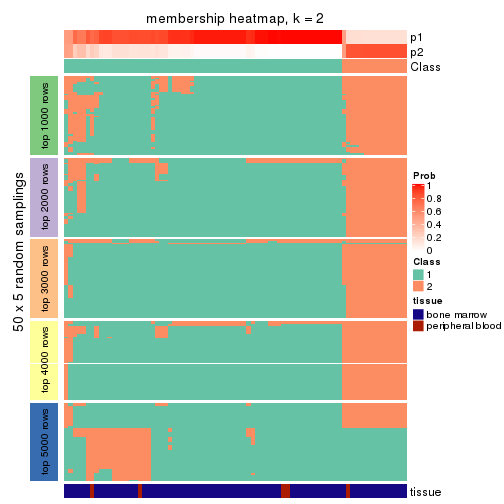 membership heatmap, k = 2
p1
p2
Class
50 x 5 random samplings
top 1000 rows
top 2000 rows
top 3000 rows
top 4000 rows
top 5000 rows
Prob
1
0.8
0.6
0.4
0.2
0
Class
1
2
tissue
bone marrow
peripheral blood
tissue